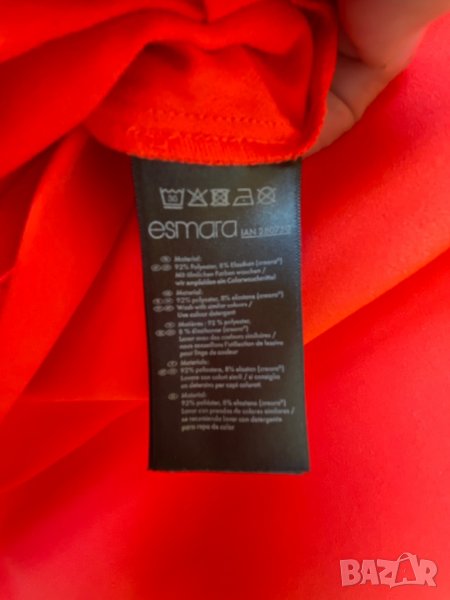 30
esmara IAN 280772
Material:
92% Polyester, 8% Elasthan (creora®)
Mit ähnlichen Farben waschen /
wir empfehlen ein Colorwaschmittel
Material:
92% polyester, 8% elastane (creora®)
Wash with similar colours /
Use colour detergent
Matières : 92 % polyester,
8 % élasthanne (creora®)
Laver avec des couleurs similaires /
nous conseillons l'utilisation de lessive
pour linge de couleur
Materiale:
92% poliestere, 8% elastan (creora®)
Lavare con colori simili / si consiglia
un detersivo per capi colorati
Material:
92% poliéster, 8% elastano (creora®)
Lavar con prendas de colores similares /
se recomienda lavar con detergente
para ropa de color
BAZAR